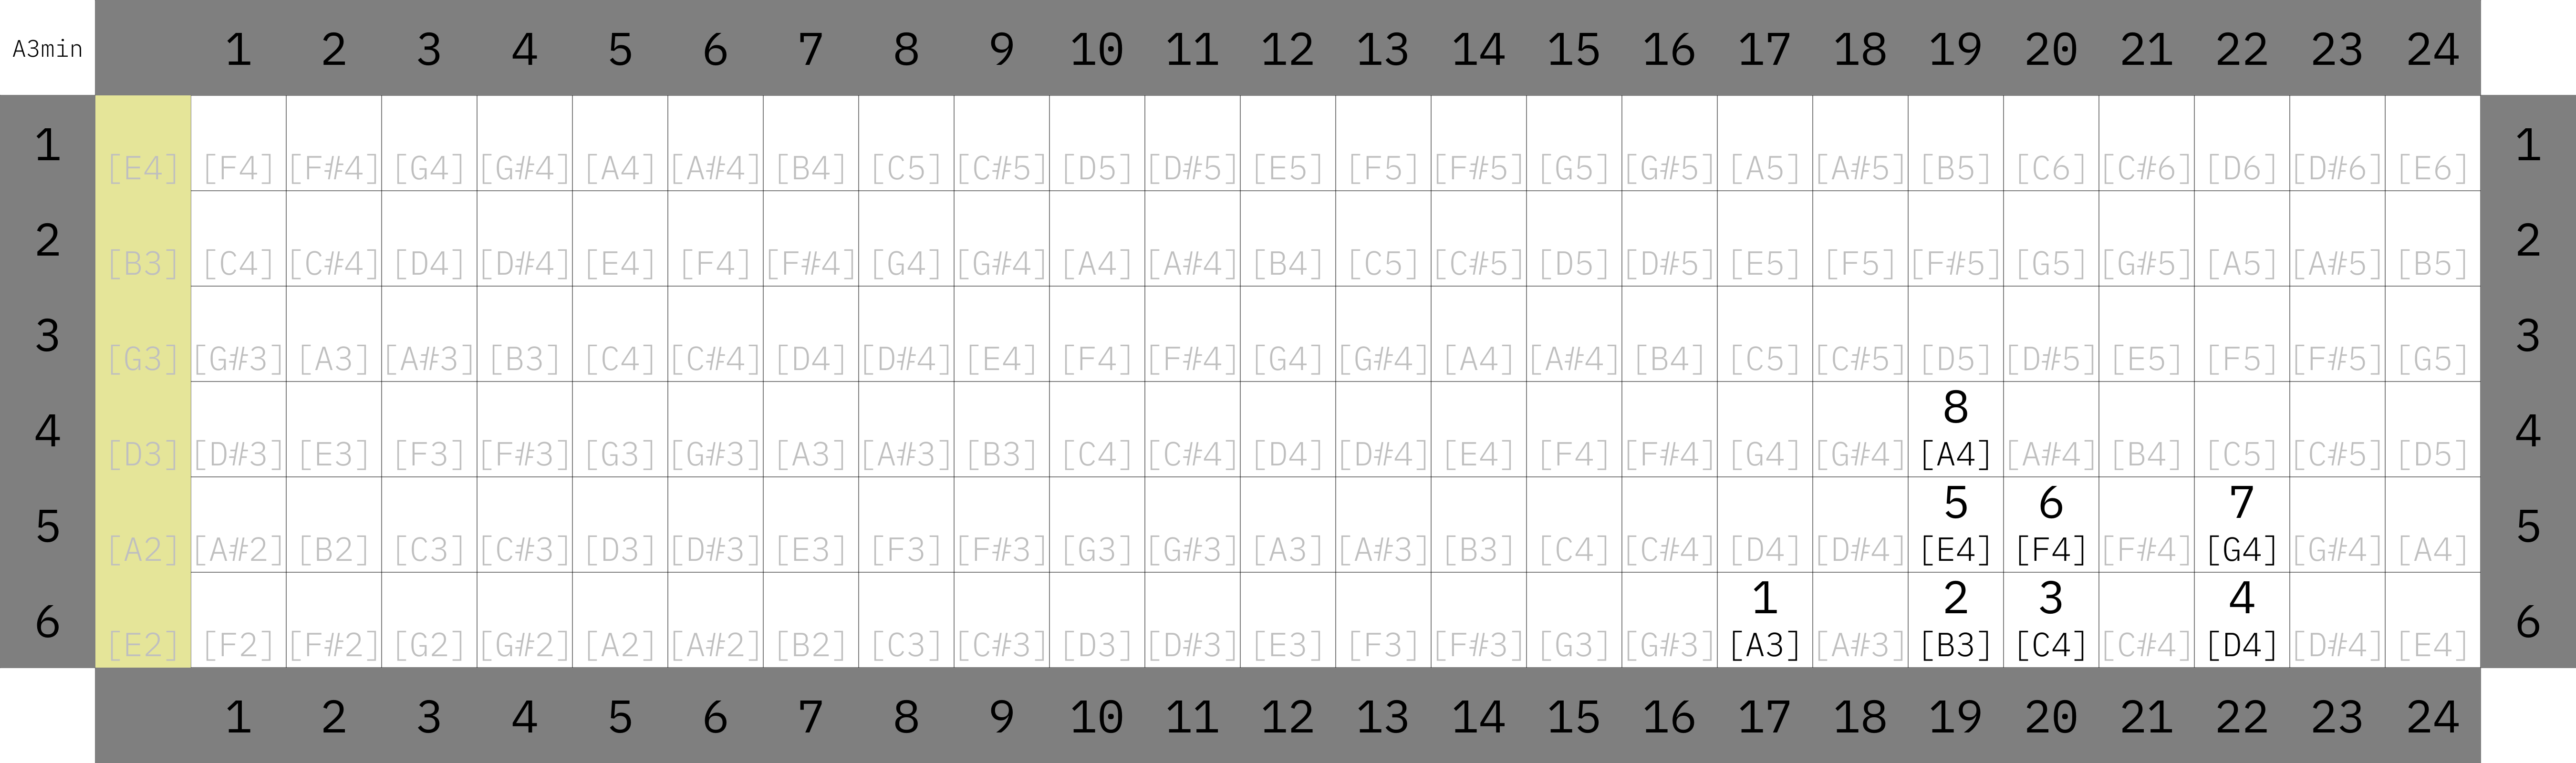 A3min 1 2 3 4 5 6 7 8 9 10 11 12 13 14 15 16 17 18 19 20 21 22 23 24
1 [E4] [F4] [F#4] [G4] [G#4] [A4] [A#4] [B4] [C5] [C#5] [D5] [D#5] [E5] [F5] [F#5] [G5] [G#5] [A5] [A#5] [B5] [C6] [C#6] [D6] [D#6] [E6] 1
2 [B3] [C4] [C#4] [D4] [D#4] [E4] [F4] [F#4] [G4] [G#4] [A4] [A#4] [B4] [C5] [C#5] [D5] [D#5] [E5] [F5] [F#5] [G5] [G#5] [A5] [A#5] [B5] 2
3 [G3] [G#3] [A3] [A#3] [B3] [C4] [C#4] [D4] [D#4] [E4] [F4] [F#4] [G4] [G#4] [A4] [A#4] [B4] [C5] [C#5] [D5] [D#5] [E5] [F5] [F#5] [G5] 3
8
4 [D3] [D#3] [E3] [F3] [F#3] [G3] [G#3] [A3] [A#3] [B3] [C4] [C#4] [D4] [D#4] [E4] [F4] [F#4] [G4] [G#4] [A4] [A#4] [B4] [C5] [C#5] [D5] 4
5 6 7
5 [A2] [A#2] [B2] [C3] [C#3] [D3] [D#3] [E3] [F3] [F#3] [G3] [G#3] [A3] [A#3] [B3] [C4] [C#4] [D4] [D#4] [E4] [F4] [F#4] [G4] [G#4] [A4] 5
1 2 3 4
6 [E2] [F2] [F#2] [G2] [G#2] [A2] [A#2] [B2] [C3] [C#3] [D3] [D#3] [E3] [F3] [F#3] [G3] [G#3] [A3] [A#3] [B3] [C4] [C#4] [D4] [D#4] [E4] 6
1 2 3 4 5 6 7 8 9 10 11 12 13 14 15 16 17 18 19 20 21 22 23 24